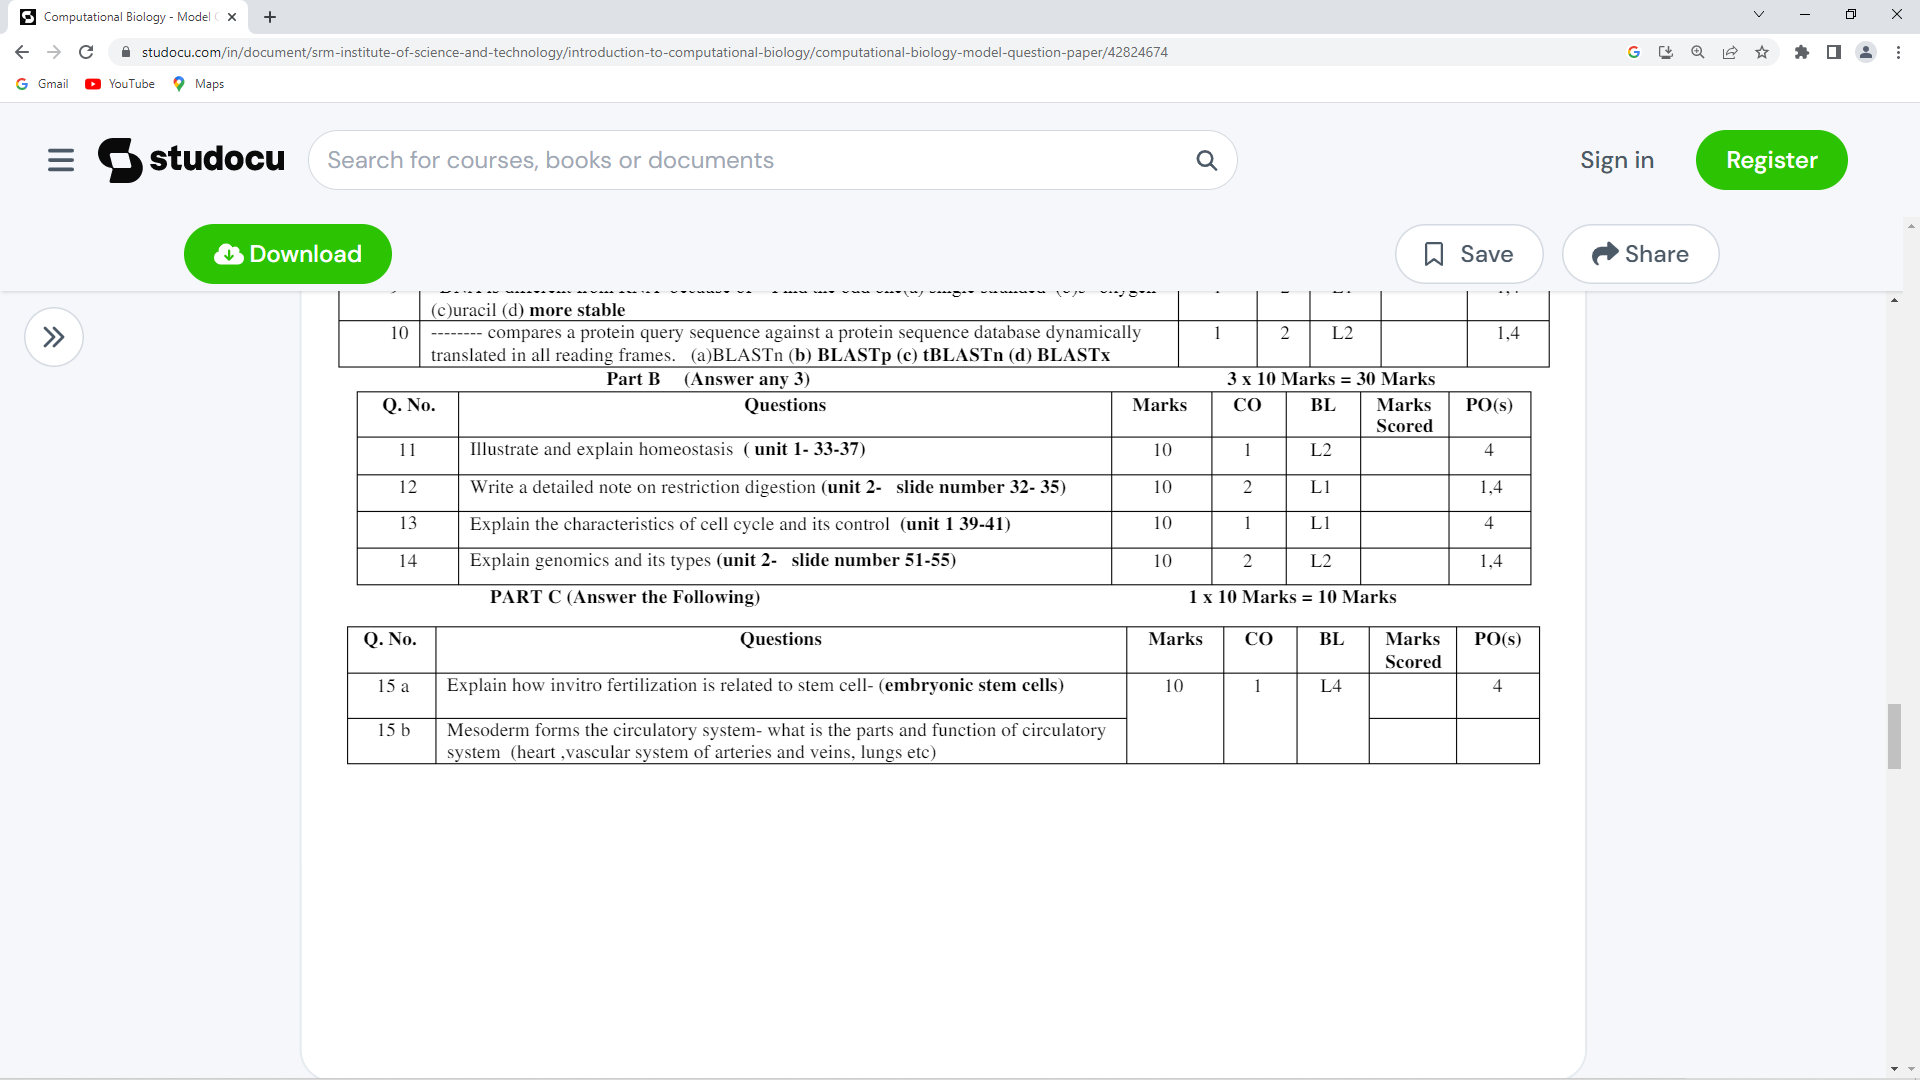 Computational Biology - Model
studocu.com/in/document/srm-institute-of-science-and-technology/introduction-to-computational-biology/computational-biology-model-question-paper/42824674
Gmail YouTube Maps
studocu Search for courses, books or documents Sign in Register
Download Save Share
(c)uracil (d) more stable
10 -------- compares a protein query sequence against a protein sequence database dynamically 1 2 L2 1,4
translated in all reading frames. (a)BLASTn (b) BLASTp (c) tBLASTn (d) BLASTx
Part B (Answer any 3) 3 x 10 Marks = 30 Marks
Q. No. Questions Marks CO BL Marks Scored PO(s)
11 Illustrate and explain homeostasis ( unit 1- 33-37) 10 1 L2 4
12 Write a detailed note on restriction digestion (unit 2- slide number 32- 35) 10 2 L1 1,4
13 Explain the characteristics of cell cycle and its control (unit 1 39-41) 10 1 L1 4
14 Explain genomics and its types (unit 2- slide number 51-55) 10 2 L2 1,4
PART C (Answer the Following) 1 x 10 Marks = 10 Marks
Q. No. Questions Marks CO BL Marks Scored PO(s)
15 a Explain how invitro fertilization is related to stem cell- (embryonic stem cells) 10 1 L4 4
15 b Mesoderm forms the circulatory system- what is the parts and function of circulatory
system (heart ,vascular system of arteries and veins, lungs etc)